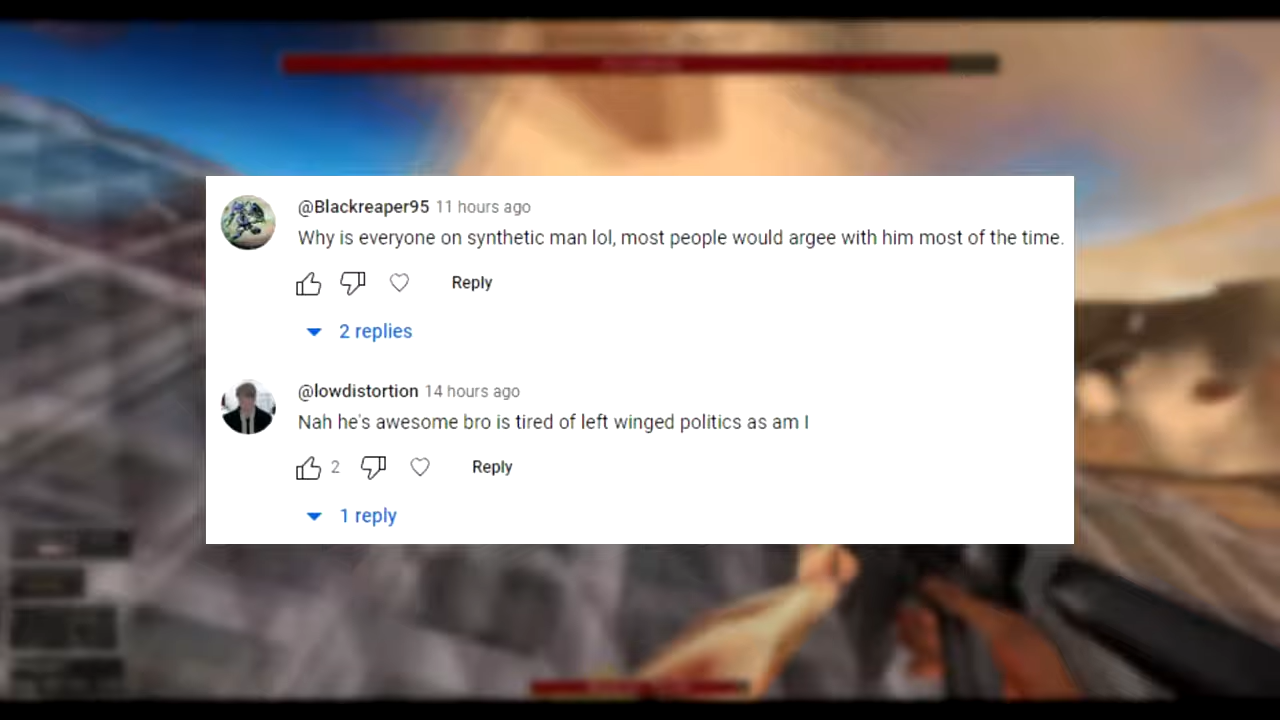 @Blackreaper95 11 hours ago
Why is everyone on synthetic man lol, most people would argee with him most of the time.
Reply
2 replies
@lowdistortion 14 hours ago
Nah he's awesome bro is tired of left winged politics as am I
2 Reply
1 reply